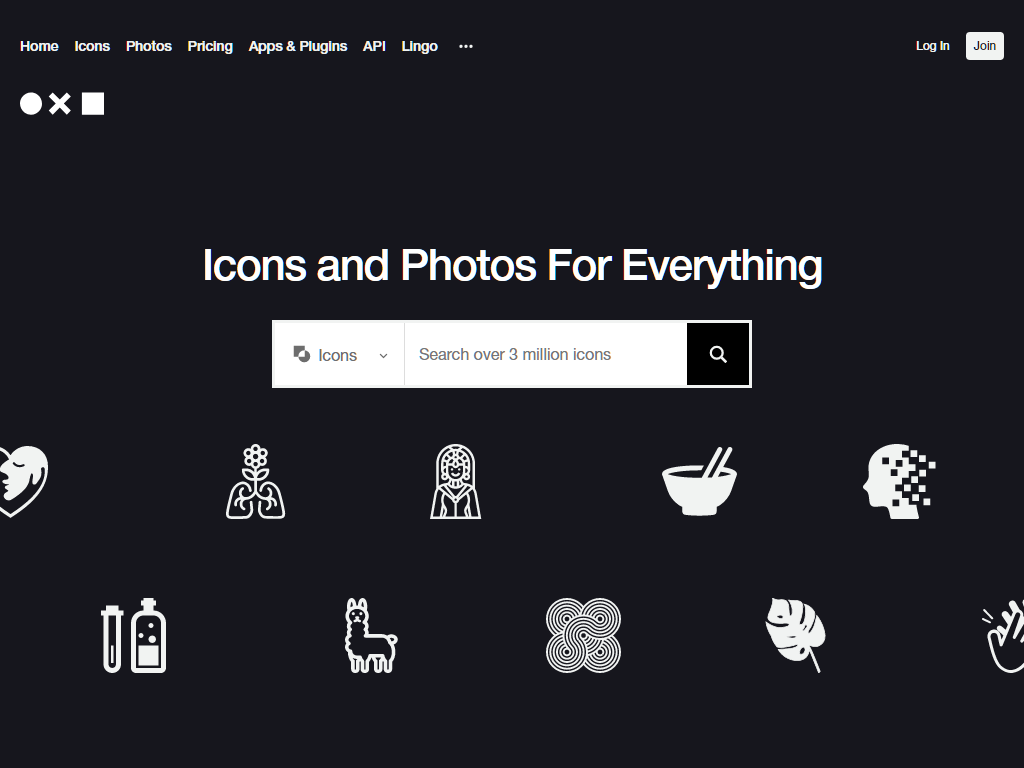 Home Icons Photos Pricing Apps & Plugins API Lingo ••• Log In Join
Icons and Photos For Everything
Icons Search over 3 million icons